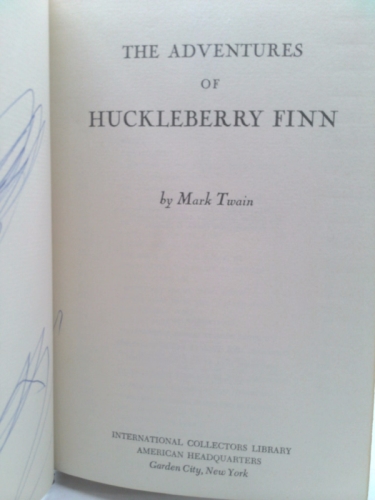 THE ADVENTURES
OF
HUCKLEBERRY FINN
by Mark Twain
INTERNATIONAL COLLECTORS LIBRARY
AMERICAN HEADQUARTERS
Garden City, New York